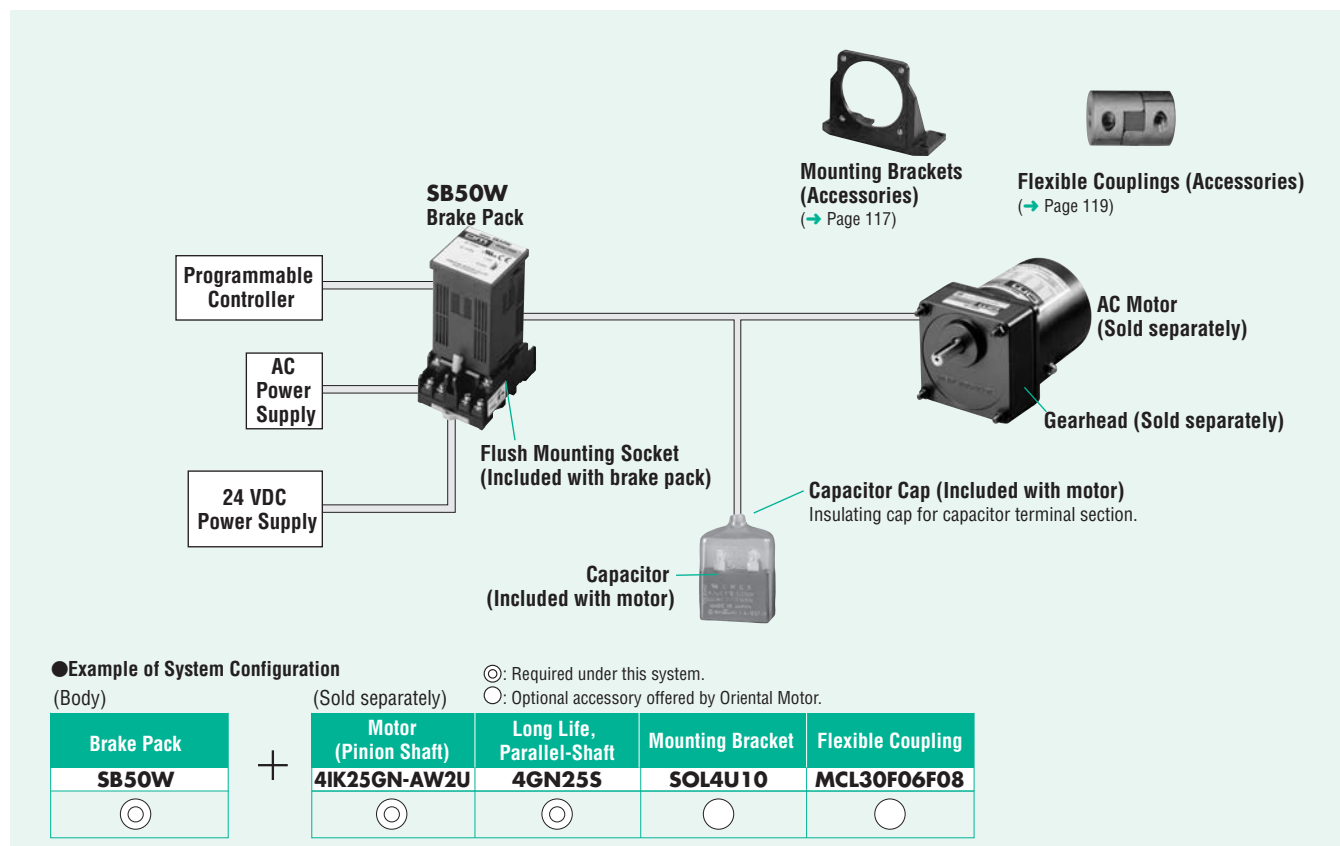 Mounting Brackets
(Accessories)
(→ Page 117)
Flexible Couplings (Accessories)
(→ Page 119)
SB50W
Brake Pack
Programmable
Controller
AC
Power
Supply
24 VDC
Power Supply
Flush Mounting Socket
(Included with brake pack)
AC Motor
(Sold separately)
Gearhead (Sold separately)
Capacitor Cap (Included with motor)
Insulating cap for capacitor terminal section.
Capacitor
(Included with motor)
●Example of System Configuration
◎: Required under this system.
○: Optional accessory offered by Oriental Motor.
(Body)
(Sold separately)
Brake Pack
+
Motor
(Pinion Shaft)
Long Life,
Parallel-Shaft
Mounting Bracket
Flexible Coupling
SB50W
4IK25GN-AW2U
4GN25S
SOL4U10
MCL30F06F08
◎
◎
◎
○
○